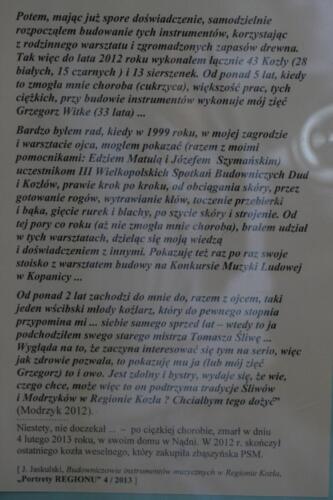 Potem, mając już spore doświadczenie, samodzielnie
rozpocząłem budowanie tych instrumentów, korzystając
z rodzinnego warsztatu i zgromadzonych zapasów drewna.
Tak więc do lata 2012 roku wykonałem łącznie 43 Kozły (28
białych, 15 czarnych ) i 13 sierszenek. Od ponad 5 lat, kiedy
to zmogła mnie choroba (cukrzyca), większość prac, tych
ciężkich, przy budowie instrumentów wykonuje mój zięć
Grzegorz Witke (33 lata) ...
Bardzo byłem rad, kiedy w 1999 roku, w mojej zagrodzie
i warsztacie ojca, mogłem pokazać (razem z moimi
pomocnikami: Edziem Matulą i Józefem Szymańskim)
uczestnikom III Wielkopolskich Spotkań Budowniczych Dud
i Kozłów, prawie krok po kroku, od obciągania skóry, przez
gotowanie rogów, wytrawianie kłów, toczenie przebierki
i bąka, gięcie rurek i blachy, po szycie skóry i strojenie. Od
tej pory co roku (aż nie zmogła mnie choroba), brałem udział
w tych warsztatach, dzieląc się moją wiedzą
i doświadczeniem z innymi. Pokazuję też raz po raz swoje
stoisko z warsztatem budowy na Konkursie Muzyki Ludowej
w Kopanicy ...
Od ponad 2 lat zachodzi do mnie do, razem z ojcem, taki
jeden wścibski młody koźlarz, który do pewnego stopnia
przypomina mi ... siebie samego sprzed lat – wtedy to ja
podchodziłem swego starego mistrza Tomasza Śliwę ...
Wygląda na to, że zaczyna interesować się tym na serio, więc
jak zdrowie pozwala, to pokazuję mu ja (lub mój zięć
Grzegorz) to i owo. Jest zdolny i bystry, wydaje się, że wie,
czego chce, może więc to on podtrzyma tradycje Śliwów
i Modrzyków w Regionie Kozła ? Chciałbym tego dożyć”
(Modrzyk 2012).
Niestety, nie doczekał ... – po ciężkiej chorobie, zmarł w dniu
4 lutego 2013 roku, w swoim domu w Nądni. W 2012 r. skończył
ostatniego kozła weselnego, który zakupiła zbąszyńska PSM.
[ J. Jaskulski, Budowniczowie instrumentów muzycznych w Regionie Kozła,
„Portrety REGIONU” 4 / 2013 ]